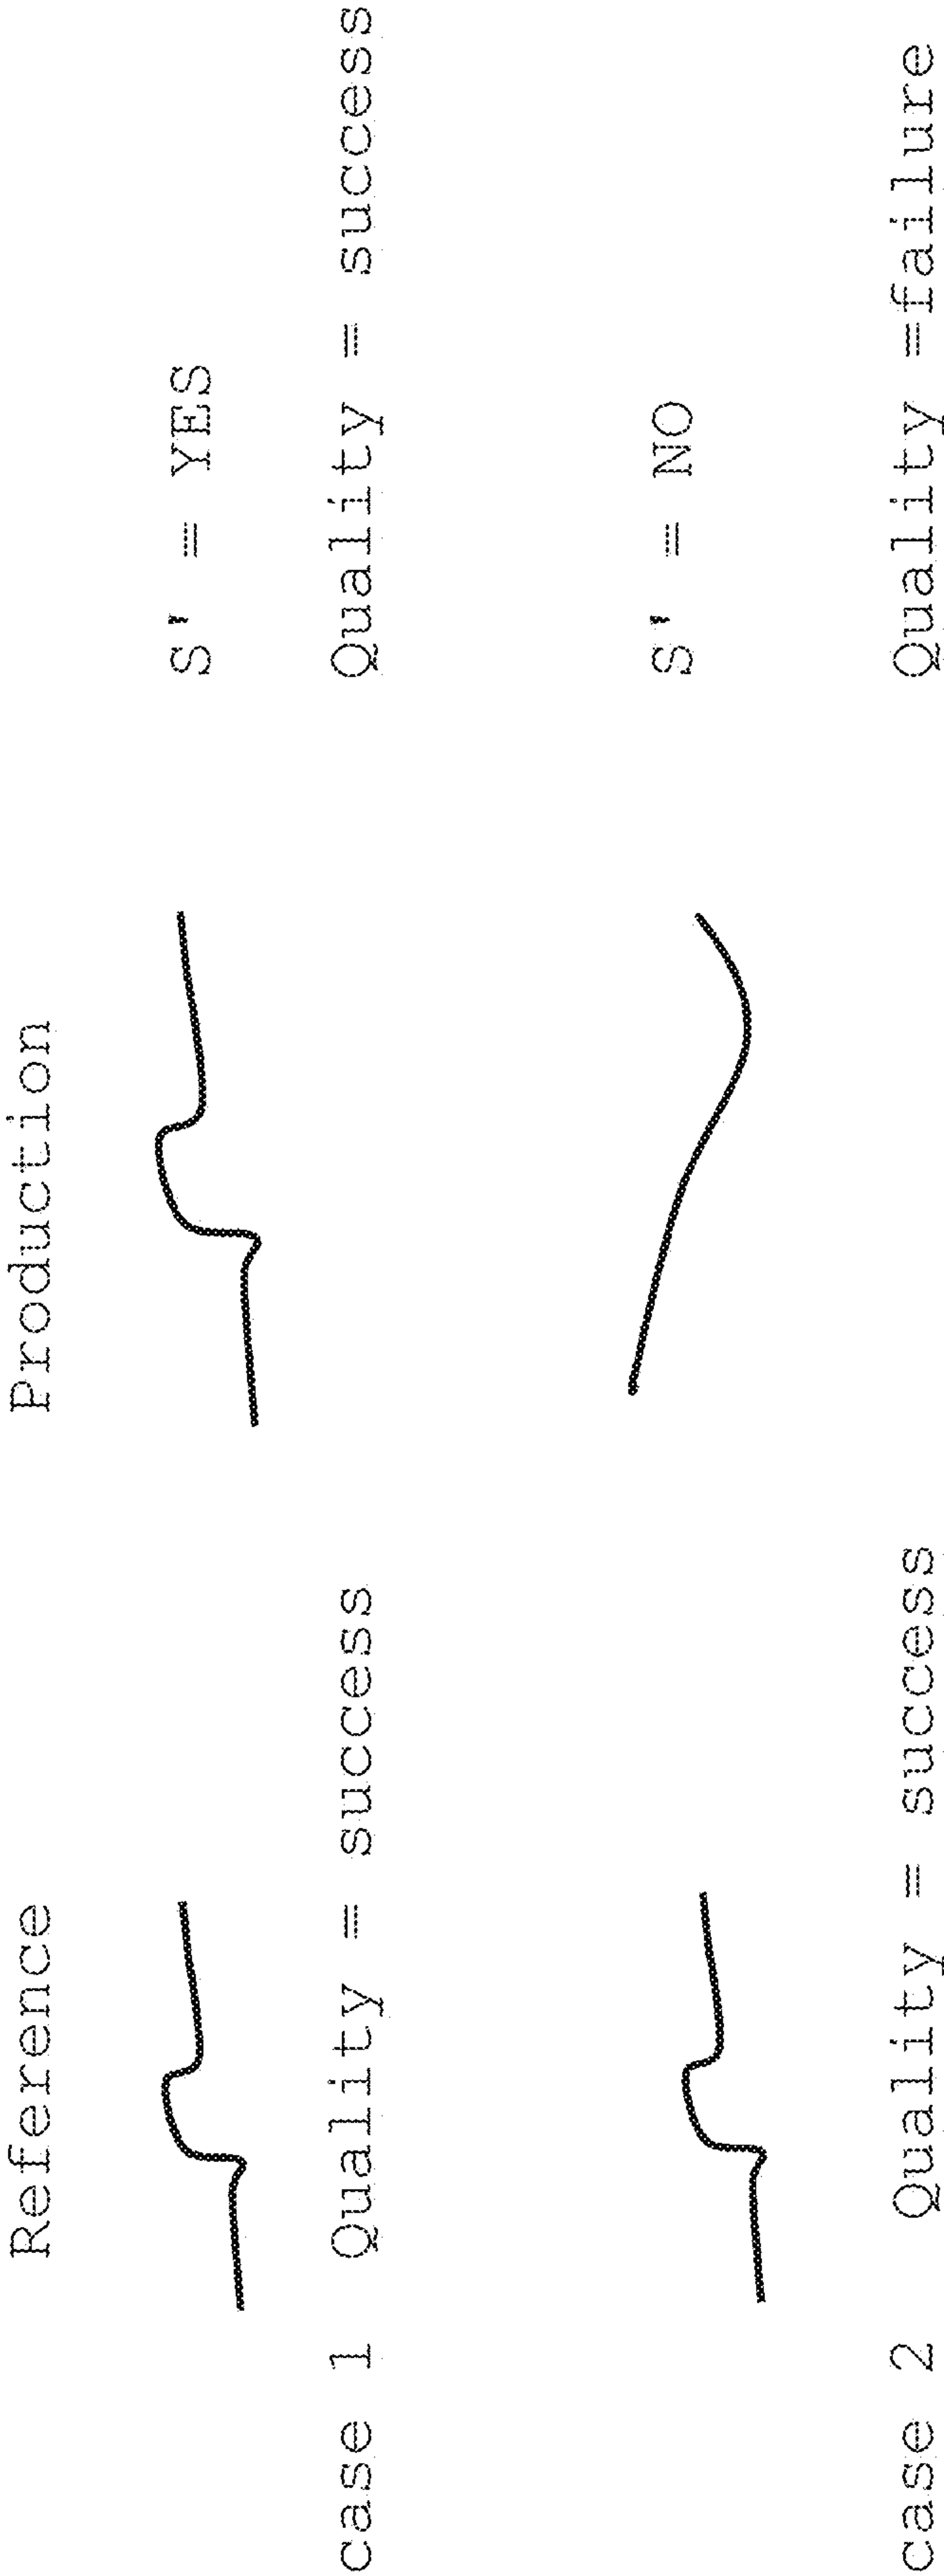 Reference Production
S' = YES
case 1 Quality = success Quality = success
S' = NO
case 2 Quality = success Quality =failure